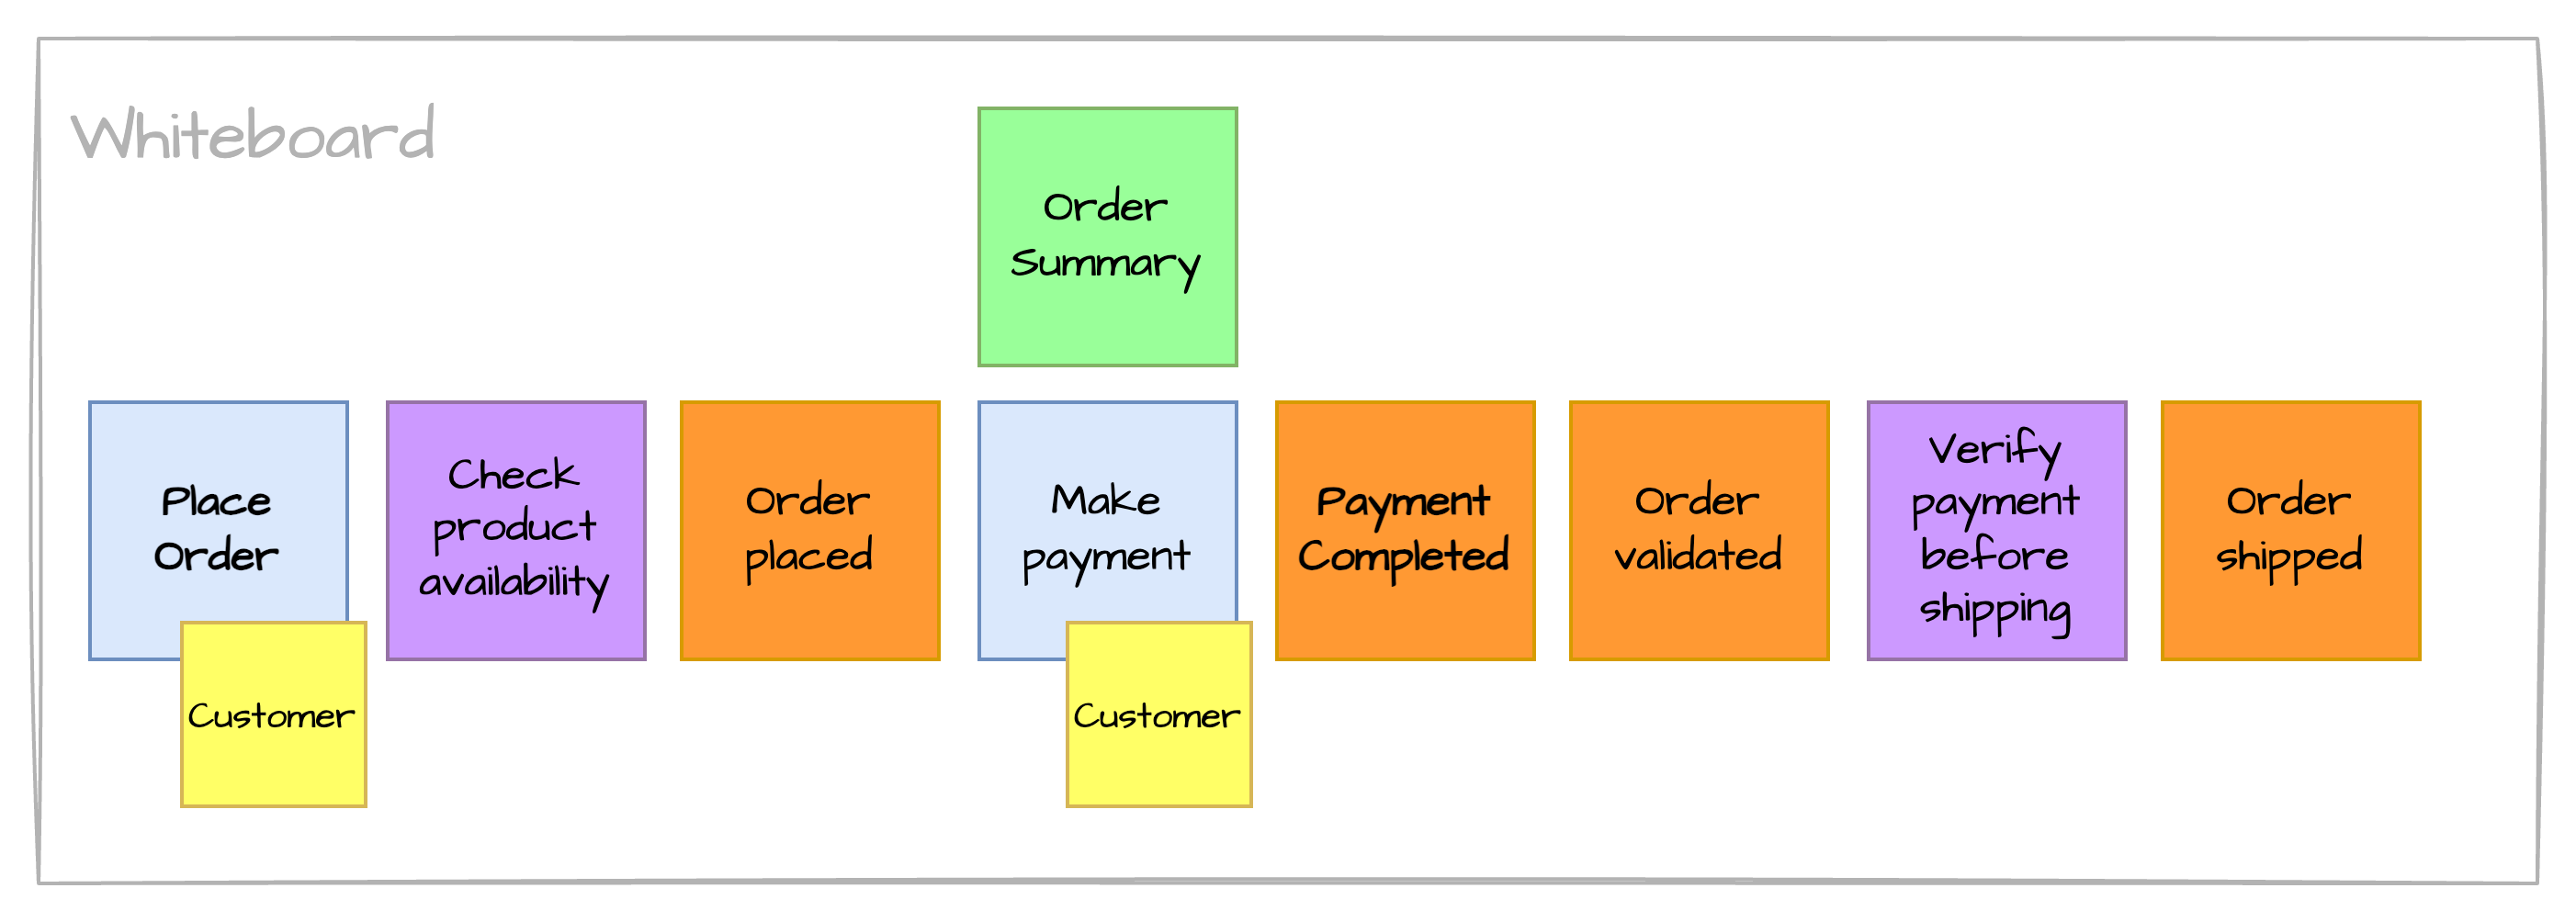 Whiteboard
Order
Summary
Place
Order
Customer
Check
product
availability
Order
placed
Make
payment
Customer
Payment
Completed
Order
validated
Verify
payment
before
shipping
Order
shipped